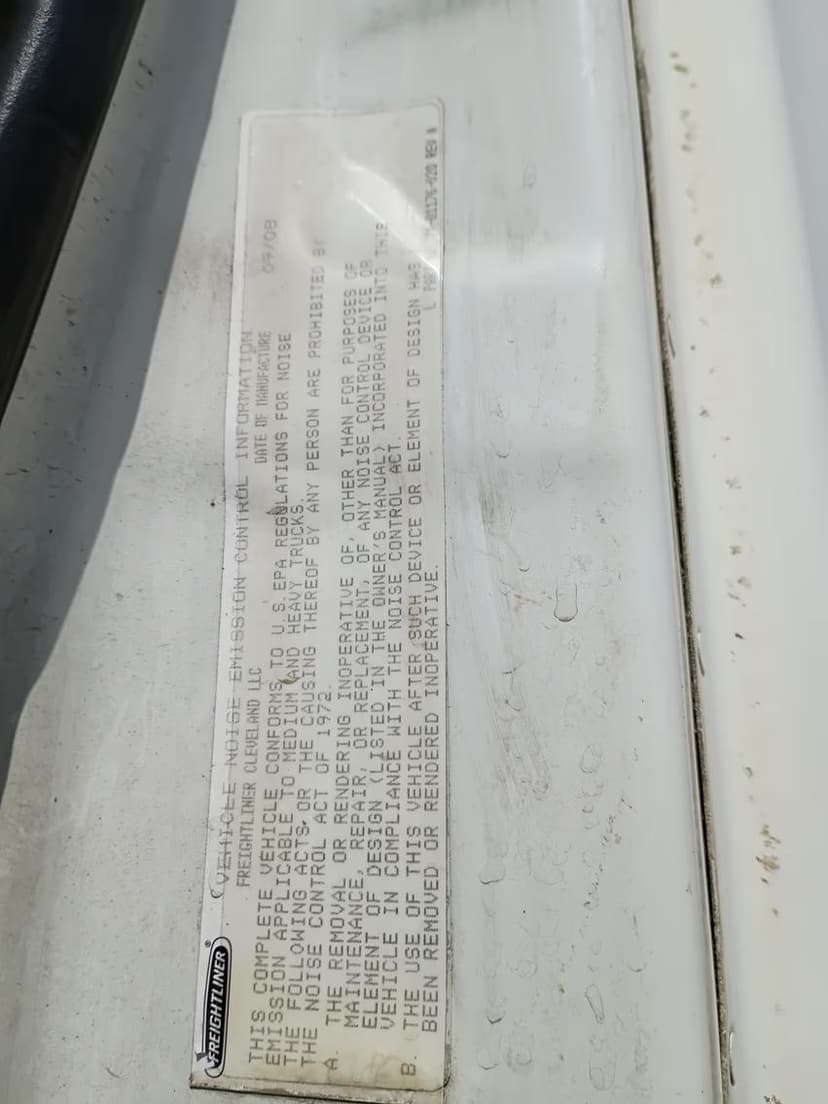 FREIGHTLINER®
VEHICLE NOISE EMISSION CONTROL INFORMATION
FREIGHTLINER CLEVELAND LLC DATE OF MANUFACTURE 09/08
THIS COMPLETE VEHICLE CONFORMS TO U.S. EPA REGULATIONS FOR NOISE
EMISSION APPLICABLE TO MEDIUM AND HEAVY TRUCKS.
THE FOLLOWING ACTS, OR THE CAUSING THEREOF BY ANY PERSON ARE PROHIBITED BY
THE NOISE CONTROL ACT OF 1972.
A. THE REMOVAL OR RENDERING INOPERATIVE OF, OTHER THAN FOR PURPOSES OF
MAINTENANCE, REPAIR, OR REPLACEMENT, OF ANY NOISE CONTROL DEVICE OR
ELEMENT OF DESIGN (LISTED IN THE OWNER'S MANUAL) INCORPORATED INTO THIS
VEHICLE IN COMPLIANCE WITH THE NOISE CONTROL ACT.
B. THE USE OF THIS VEHICLE AFTER SUCH DEVICE OR ELEMENT OF DESIGN HAS
BEEN REMOVED OR RENDERED INOPERATIVE.
REV A